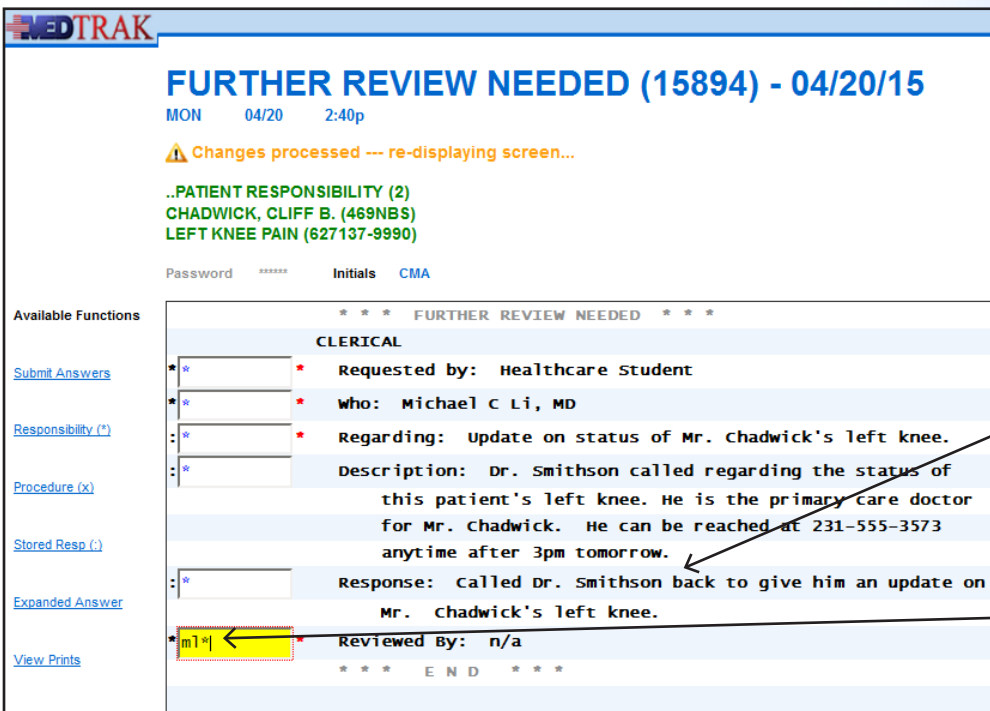 MEDTRAK
FURTHER REVIEW NEEDED (15894) - 04/20/15
MON 04/20 2:40p
Changes processed --- re-displaying screen...
..PATIENT RESPONSIBILITY (2)
CHADWICK, CLIFF B. (469NBS)
LEFT KNEE PAIN (627137-9990)
Password ****** Initials CMA
Available Functions
* * * FURTHER REVIEW NEEDED * * *
CLERICAL
Submit Answers
* * * Requested by: Healthcare Student
* * * Who: Michael C Li, MD
Responsibility (*)
: * * Regarding: Update on status of Mr. Chadwick's left knee.
: * Description: Dr. Smithson called regarding the status of
Procedure (x)
this patient's left knee. He is the primary care doctor
for Mr. Chadwick. He can be reached at 231-555-3573
Stored Resp (:)
anytime after 3pm tomorrow.
: * Response: Called Dr. Smithson back to give him an update on
Expanded Answer
Mr. Chadwick's left knee.
* ml* * Reviewed By: n/a
View Prints
* * * E N D * * *